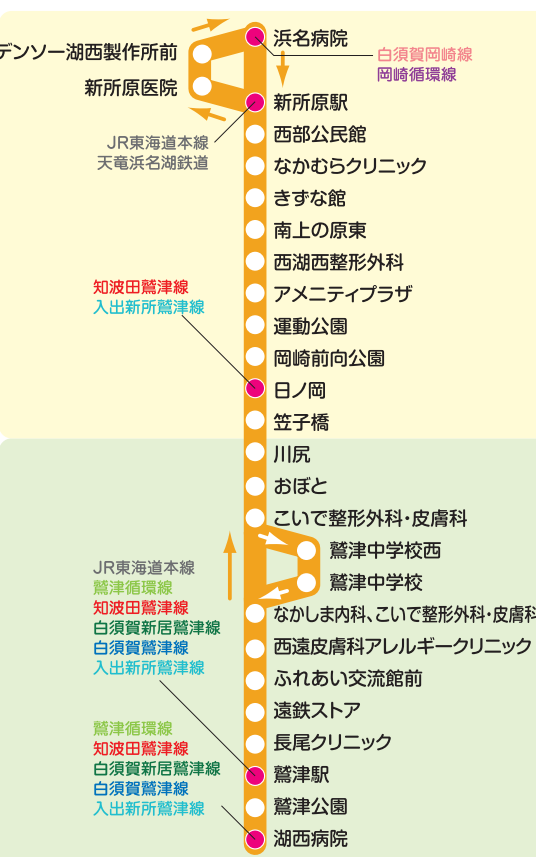 浜名病院
デンソー湖西製作所前
白須賀岡崎線
岡崎循環線
新所原医院
新所原駅
JR東海道本線
天竜浜名湖鉄道
西部公民館
なかむらクリニック
きずな館
南上の原東
西湖西整形外科
知波田鷲津線
入出新所鷲津線
アメニティプラザ
運動公園
岡崎前向公園
日ノ岡
笠子橋
川尻
おぼと
こいで整形外科・皮膚科
鷲津中学校西
鷲津中学校
JR東海道本線
鷲津循環線
知波田鷲津線
白須賀新居鷲津線
白須賀鷲津線
入出新所鷲津線
なかしま内科、こいで整形外科・皮膚科
西遠皮膚科アレルギークリニック
ふれあい交流館前
遠鉄ストア
長尾クリニック
鷲津駅
鷲津循環線
知波田鷲津線
白須賀新居鷲津線
白須賀鷲津線
入出新所鷲津線
鷲津公園
湖西病院